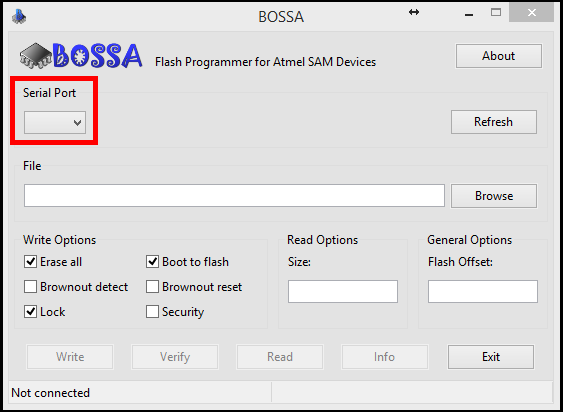 BOSSA
BOSSA Flash Programmer for Atmel SAM Devices About
Serial Port
Refresh
File
Browse
Write Options Read Options General Options
Erase all Boot to flash Size: Flash Offset:
Brownout detect Brownout reset
Lock Security
Write Verify Read Info Exit
Not connected